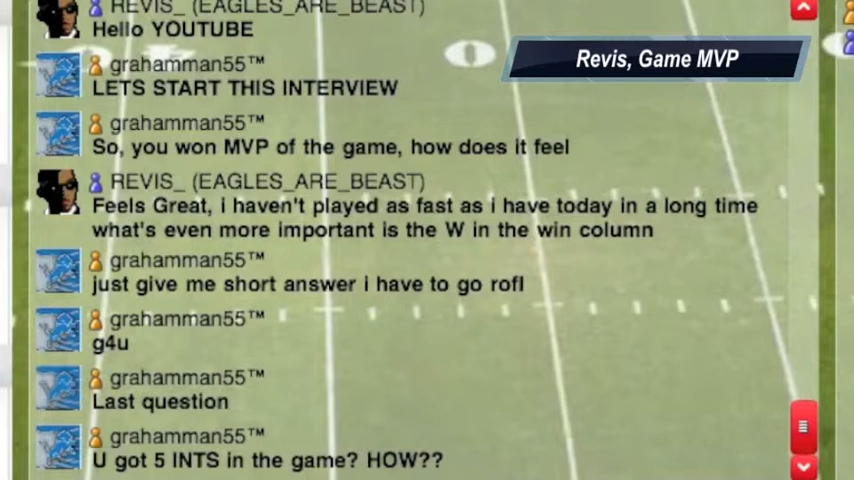 REVIS_ (EAGLES_ARE_BEAST)
Hello YOUTUBE
Revis, Game MVP
grahamman55™
LETS START THIS INTERVIEW
grahamman55™
So, you won MVP of the game, how does it feel
REVIS_ (EAGLES_ARE_BEAST)
Feels Great, i haven't played as fast as i have today in a long time
what's even more important is the W in the win column
grahamman55™
just give me short answer i have to go rofl
grahamman55™
g4u
grahamman55™
Last question
grahamman55™
U got 5 INTS in the game? HOW??